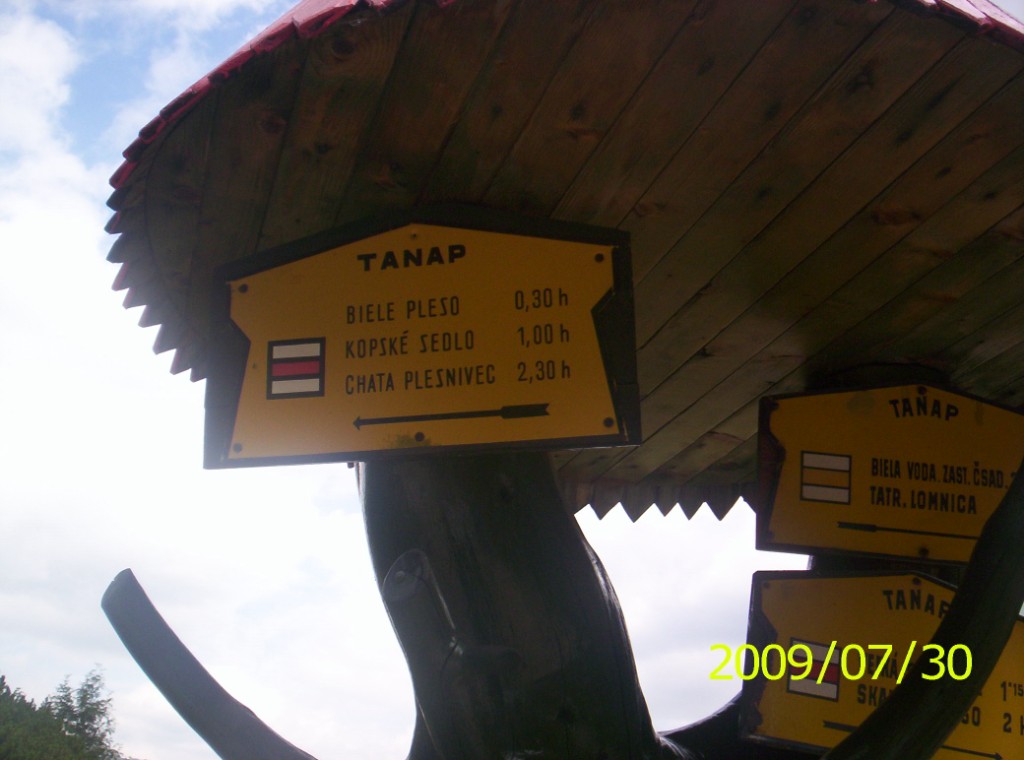 TANAP
BIELE PLESO 0,30 h
KOPSKÉ SEDLO 1,00 h
CHATA PLESNIVEC 2,30 h
TAŇAP
BIELA VODA. ZAST. ČSAD.
TATR. LOMNICA
TAŇAP
2
2009/07/30